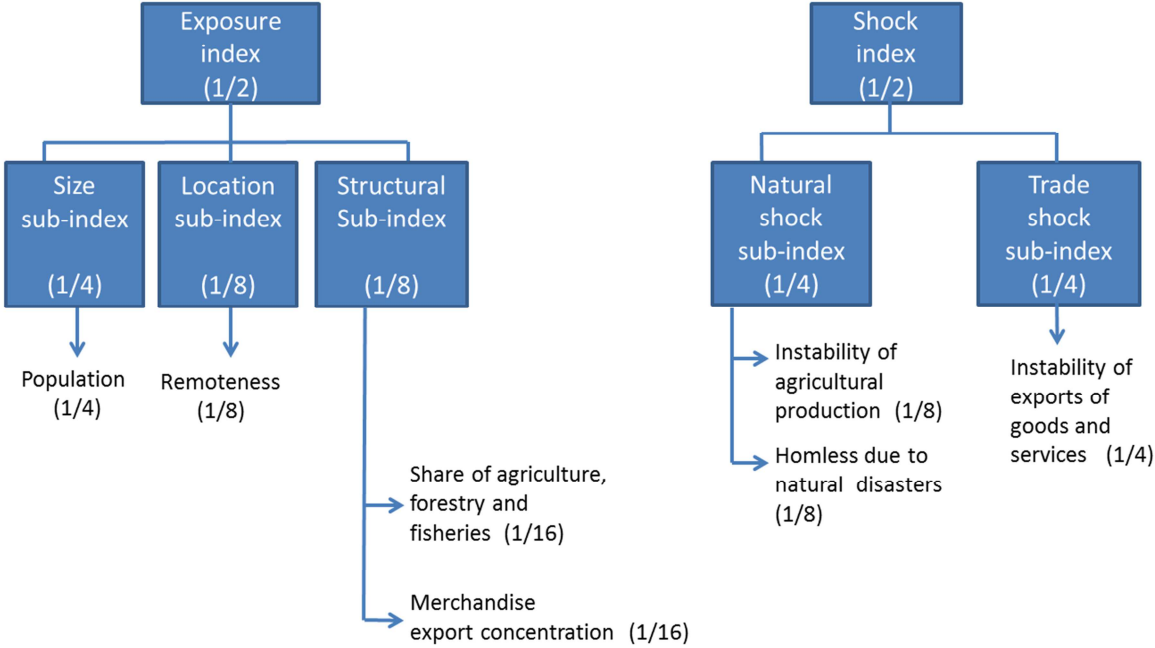 Exposure
index
(1/2)
Size
sub-index
(1/4)
Location
sub-index
(1/8)
Structural
Sub-index
(1/8)
Population
(1/4)
Remoteness
(1/8)
Share of agriculture,
forestry and
fisheries (1/16)
Merchandise
export concentration (1/16)
Shock
index
(1/2)
Natural
shock
sub-index
(1/4)
Trade
shock
sub-index
(1/4)
Instability of
agricultural
production (1/8)
Homless due to
natural disasters
(1/8)
Instability of
exports of
goods and
services (1/4)